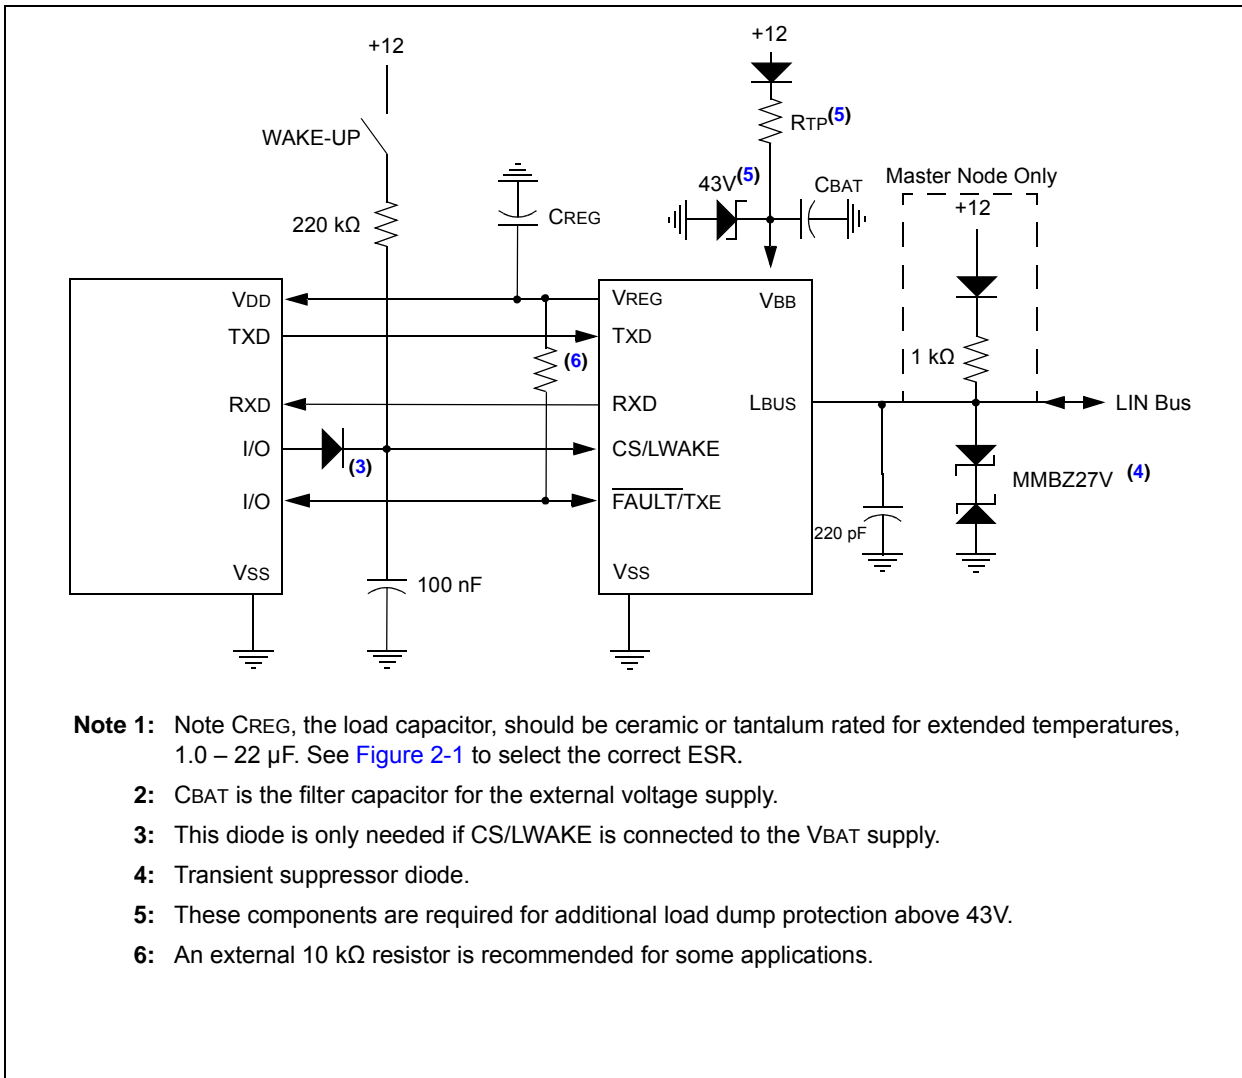 +12
+12
WAKE-UP
RTP(5)
43V(5)
CBAT
Master Node Only
+12
220 kΩ
CREG
VDD
VREG
VBB
TXD
TXD
(6)
1 kΩ
RXD
RXD
LBUS
LIN Bus
I/O
(3)
CS/LWAKE
MMBZ27V (4)
I/O
FAULT/TXE
220 pF
VSS
100 nF
VSS
Note 1: Note CREG, the load capacitor, should be ceramic or tantalum rated for extended temperatures,
1.0 – 22 µF. See Figure 2-1 to select the correct ESR.
2: CBAT is the filter capacitor for the external voltage supply.
3: This diode is only needed if CS/LWAKE is connected to the VBAT supply.
4: Transient suppressor diode.
5: These components are required for additional load dump protection above 43V.
6: An external 10 kΩ resistor is recommended for some applications.